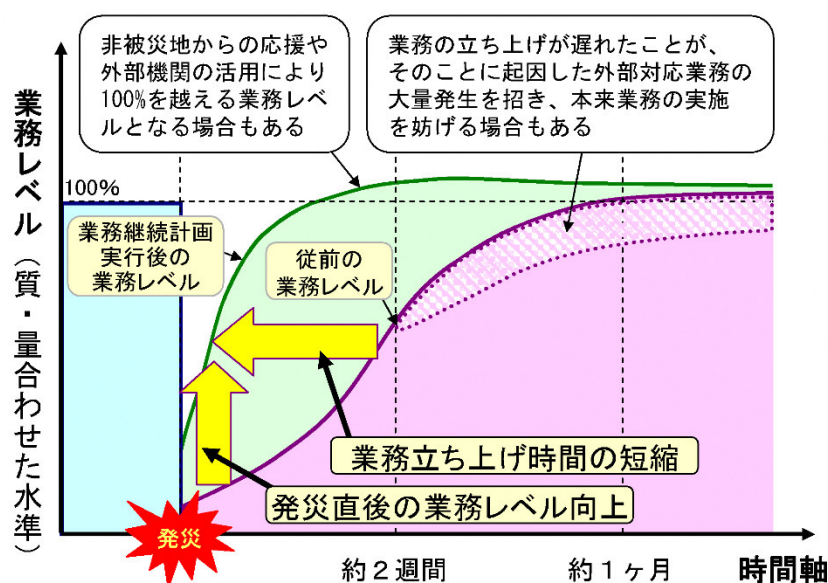 非被災地からの応援や
外部機関の活用により
100%を越える業務レベ
ルとなる場合もある
業務の立ち上げが遅れたことが、
そのことに起因した外部対応業務の
大量発生を招き、本来業務の実施
を妨げる場合もある
業務レベル（質・量合わせた水準）
100%
業務継続計画
実行後の
業務レベル
従前の
業務レベル
業務立ち上げ時間の短縮
発災直後の業務レベル向上
発災
約２週間
約１ヶ月
時間軸